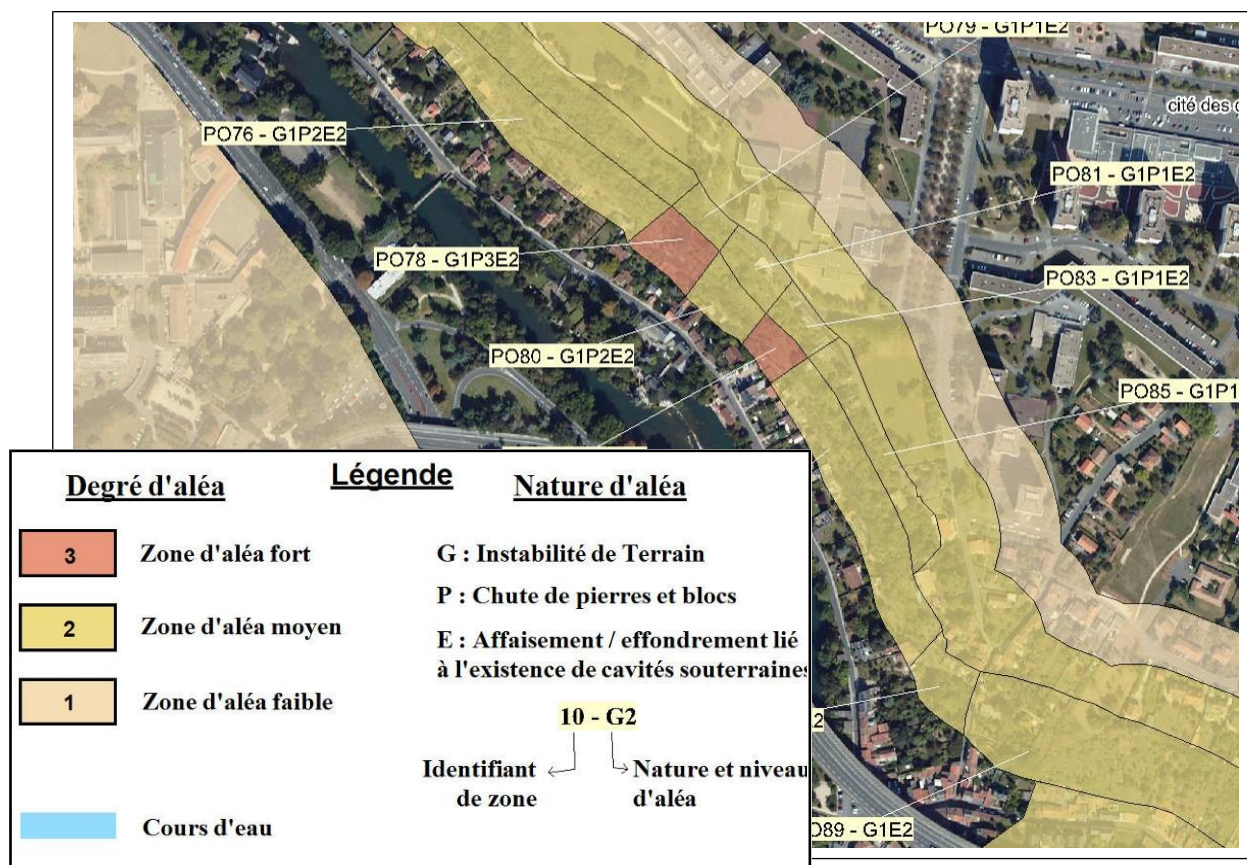 PO79 - G1P1E2
cité des
PO76 - G1P2E2
PO81 - G1P1E2
PO78 - G1P3E2
PO83 - G1P1E2
PO80 - G1P2E2
PO85 - G1P1
Légende
Degré d'aléa
Nature d'aléa
3 Zone d'aléa fort
2 Zone d'aléa moyen
1 Zone d'aléa faible
Cours d'eau
G : Instabilité de Terrain
P : Chute de pierres et blocs
E : Affaisement / effondrement lié
à l'existence de cavités souterraines
10 - G2
Identifiant
de zone
Nature et niveau
d'aléa
O89 - G1E2